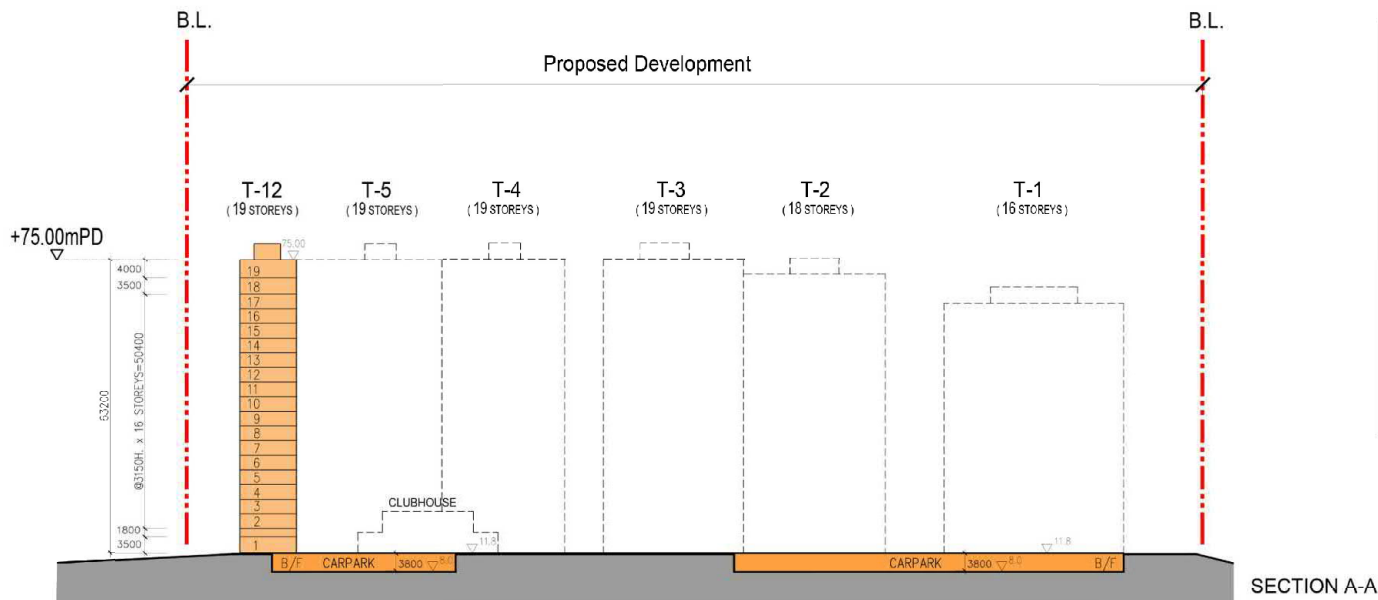 B.L.
B.L.
Proposed Development
T-12
( 19 STOREYS )
T-5
( 19 STOREYS )
T-4
( 19 STOREYS )
T-3
( 19 STOREYS )
T-2
( 18 STOREYS )
T-1
( 16 STOREYS )
+75.00mPD
75.00
4000
3500
@3150H. x 16 STOREYS=50400
63200
1800
3500
19
18
17
16
15
14
13
12
11
10
9
8
7
6
5
4
3
2
1
CLUBHOUSE
11.8
11.8
B/F CARPARK 3800 8.0
CARPARK 3800 8.0 B/F
SECTION A-A